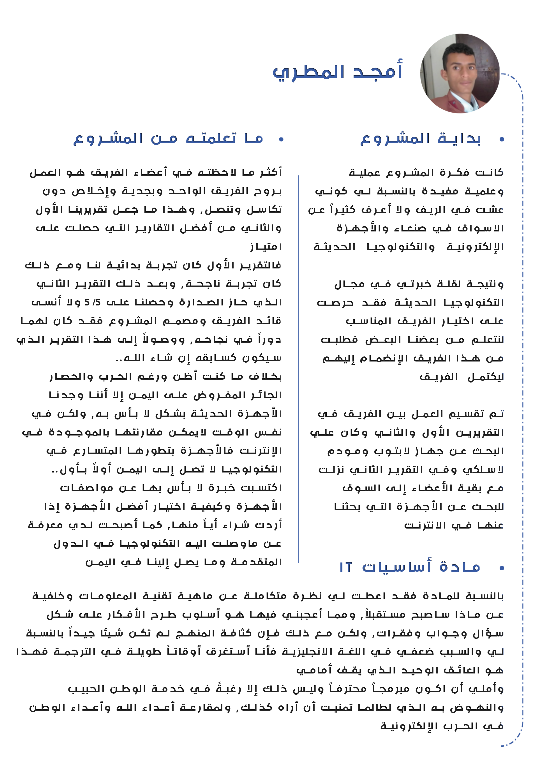 أمجد المطري
بداية المشروع
كانت فكرة المشروع عملية
وعلمية مفيدة بالنسبة لي كوني
عشت في الريف ولا أعرف كثيراً عن
الاسواق في صنعاء والأجهزة
الإلكترونية والتكنولوجيا الحديثة
ونتيجة لقلة خبرتي في مجال
التكنولوجيا الحديثة فقد حرصت
على اختيار الفريق المناسب
لنتعلم من بعضنا البعض فطلبت
من هذا الفريق الإنضمام إليهم
ليكتمل الفريق
تم تقسيم العمل بين الفريق في
التقريرين الأول والثاني وكان علي
البحث عن جهاز لابتوب ومودم
لاسلكي وفي التقرير الثاني نزلت
مع بقية الأعضاء إلى السوق
للبحث عن الأجهزة التي بحثنا
عنها في الانترنت
ما تعلمته من المشروع
أكثر ما لاحظته في أعضاء الفريق هو العمل
بروح الفريق الواحد وبجدية وإخلاص دون
تكاسل وتنصل, وهذا ما جعل تقريرينا الأول
والثاني من أفضل التقارير التي حصلت على
امتياز
فالتقرير الأول كان تجربة بدائية لنا ومع ذلك
كان تجربة ناجحة, وبعد ذلك التقرير الثاني
الذي حاز الصدارة وحصلنا على 5/5 ولا أنسى
قائد الفريق ومصمم المشروع فقد كان لهما
دوراً في نجاحه, ووصولاً إلى هذا التقرير الذي
سيكون كسابقه إن شاء الله..
بخلاف ما كنت أظن ورغم الحرب والحصار
الجائر المفروض على اليمن إلا أننا وجدنا
الأجهزة الحديثة بشكل لا بأس به, ولكن في
نفس الوقت لايمكن مقارنتها بالموجودة في
الإنترنت فالأجهزة بتطورها المتسارع في
التكنولوجيا لا تصل إلى اليمن أولاً بأول..
اكتسبت خبرة لا بأس بها عن مواصفات
الأجهزة وكيفية اختيار أفضل الأجهزة إذا
أردت شراء أياً منها, كما أصبحت لدي معرفة
عن ماوصلت اليه التكنولوجيا في الدول
المتقدمة وما يصل إلينا في اليمن
مادة أساسيات IT
بالنسبة للمادة فقد اعطت لي نظرة متكاملة عن ماهية تقنية المعلومات وخلفية
عن ماذا ساصبح مستقبلاً, ومما أعجبني فيها هو أسلوب طرح الأفكار على شكل
سؤال وجواب وفقرات, ولكن مع ذلك فإن كثافة المنهج لم تكن شيئا جيداً بالنسبة
لي والسبب ضعفي في اللغة الانجليزية فأنا أستغرق أوقاتاً طويلة في الترجمة فهذا
هو العائق الوحيد الذي يقف أمامي
وأملي أن اكون مبرمجاً محترفاً وليس ذلك إلا رغبةً في خدمة الوطن الحبيب
والنهوض به الذي لطالما تمنيت أن أراه كذلك, ولمقارعة أعداء الله وأعداء الوطن
في الحرب الإلكترونية